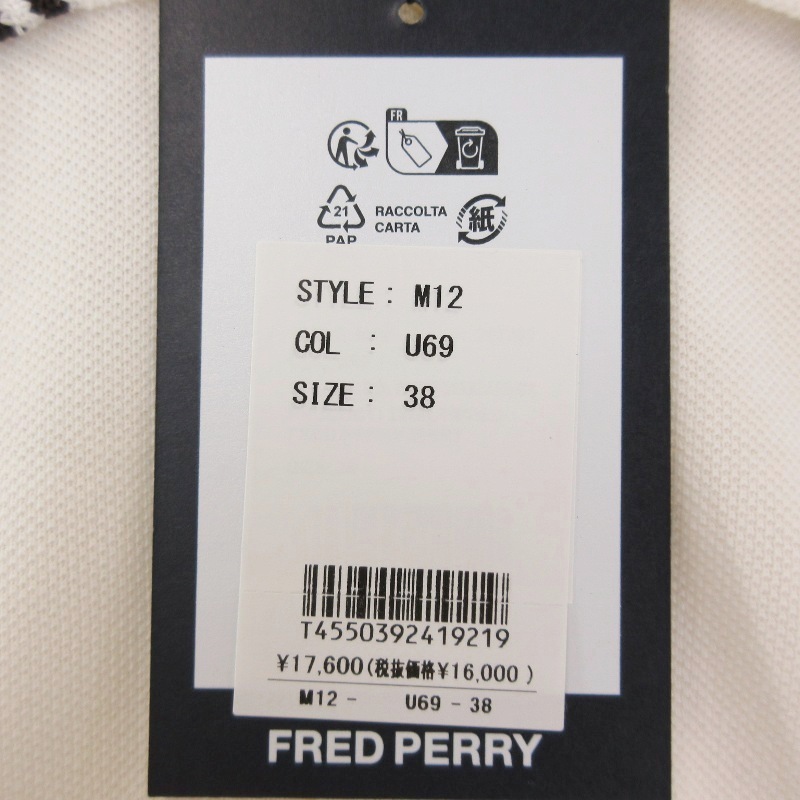 FR
21
PAP
RACCOLTA
CARTA
紙
STYLE : M12
COL : U69
SIZE : 38
T4550392419219
¥17,600(税抜価格¥16,000 )
M12 - U69 - 38
FRED PERRY